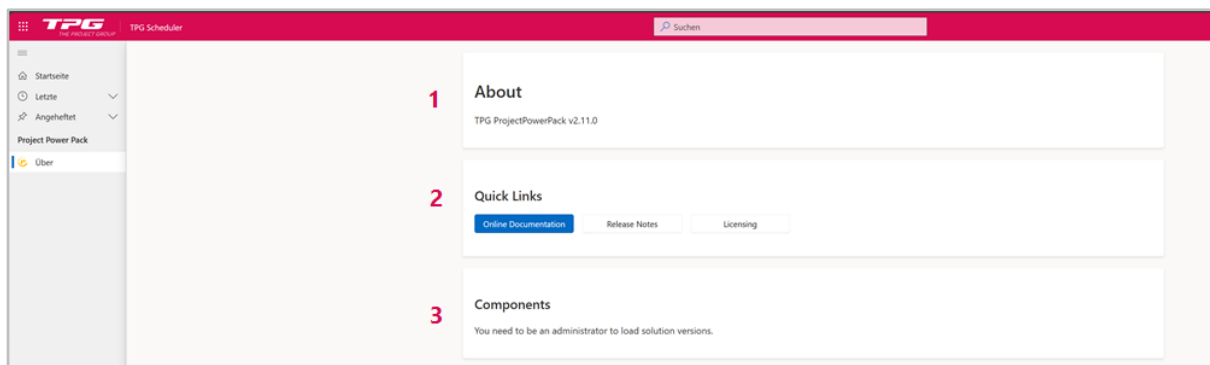 TPG
THE PROJECT GROUP
TPG Scheduler
Suchen
Startseite
Letzte
Angeheftet
Project Power Pack
Über
1
About
TPG ProjectPowerPack v2.11.0
2
Quick Links
Online Documentation
Release Notes
Licensing
3
Components
You need to be an administrator to load solution versions.